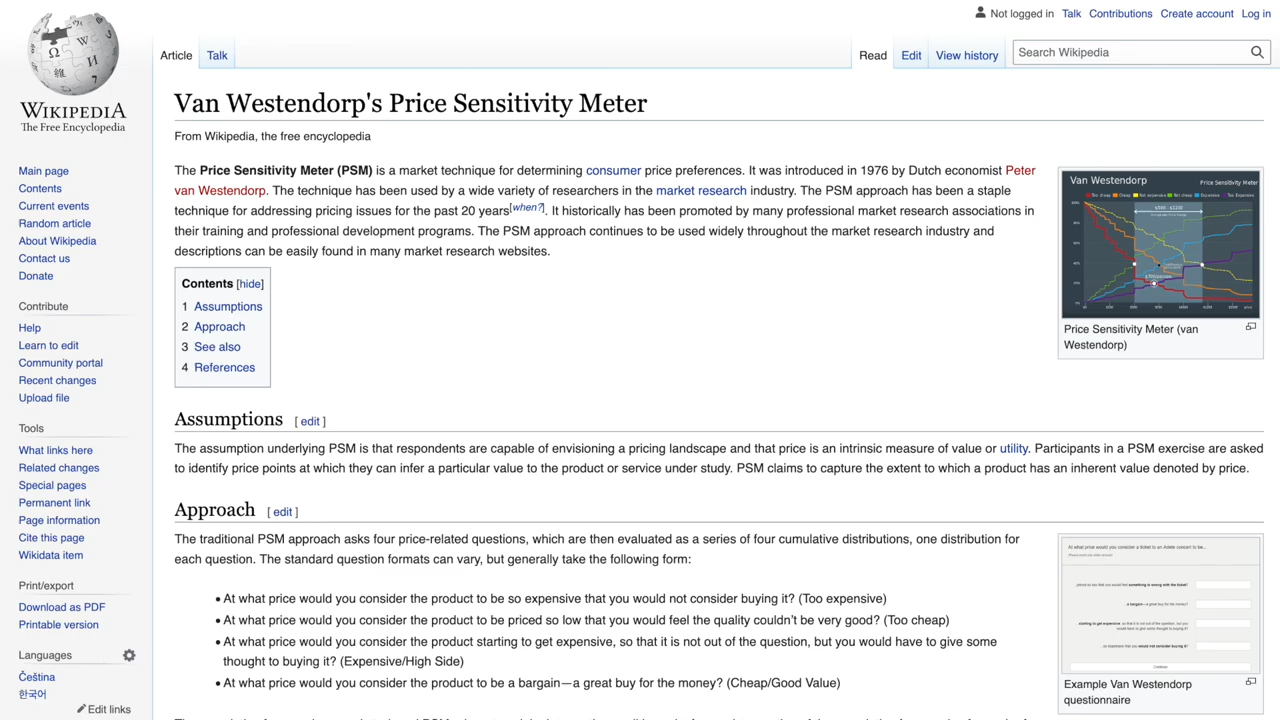 Not logged in Talk Contributions Create account Log in
Article Talk Read Edit View history Search Wikipedia
WIKIPEDIA
The Free Encyclopedia
Main page
Contents
Current events
Random article
About Wikipedia
Contact us
Donate
Contribute
Help
Learn to edit
Community portal
Recent changes
Upload file
Tools
What links here
Related changes
Special pages
Permanent link
Page information
Cite this page
Wikidata item
Print/export
Download as PDF
Printable version
Languages
Čeština
한국어
Edit links
Van Westendorp's Price Sensitivity Meter
From Wikipedia, the free encyclopedia
The Price Sensitivity Meter (PSM) is a market technique for determining consumer price preferences. It was introduced in 1976 by Dutch economist Peter
van Westendorp. The technique has been used by a wide variety of researchers in the market research industry. The PSM approach has been a staple
technique for addressing pricing issues for the past 20 years[when?]. It historically has been promoted by many professional market research associations in
their training and professional development programs. The PSM approach continues to be used widely throughout the market research industry and
descriptions can be easily found in many market research websites.
Van Westendorp Price Sensitivity Meter
Price Sensitivity Meter (van
Westendorp)
Contents [hide]
1 Assumptions
2 Approach
3 See also
4 References
Assumptions [ edit ]
The assumption underlying PSM is that respondents are capable of envisioning a pricing landscape and that price is an intrinsic measure of value or utility. Participants in a PSM exercise are asked
to identify price points at which they can infer a particular value to the product or service under study. PSM claims to capture the extent to which a product has an inherent value denoted by price.
Approach [ edit ]
The traditional PSM approach asks four price-related questions, which are then evaluated as a series of four cumulative distributions, one distribution for
each question. The standard question formats can vary, but generally take the following form:
• At what price would you consider the product to be so expensive that you would not consider buying it? (Too expensive)
• At what price would you consider the product to be priced so low that you would feel the quality couldn't be very good? (Too cheap)
• At what price would you consider the product starting to get expensive, so that it is not out of the question, but you would have to give some
thought to buying it? (Expensive/High Side)
• At what price would you consider the product to be a bargain—a great buy for the money? (Cheap/Good Value)
At what price would you consider a ticket to an Adele concert to be...
Example Van Westendorp
questionnaire